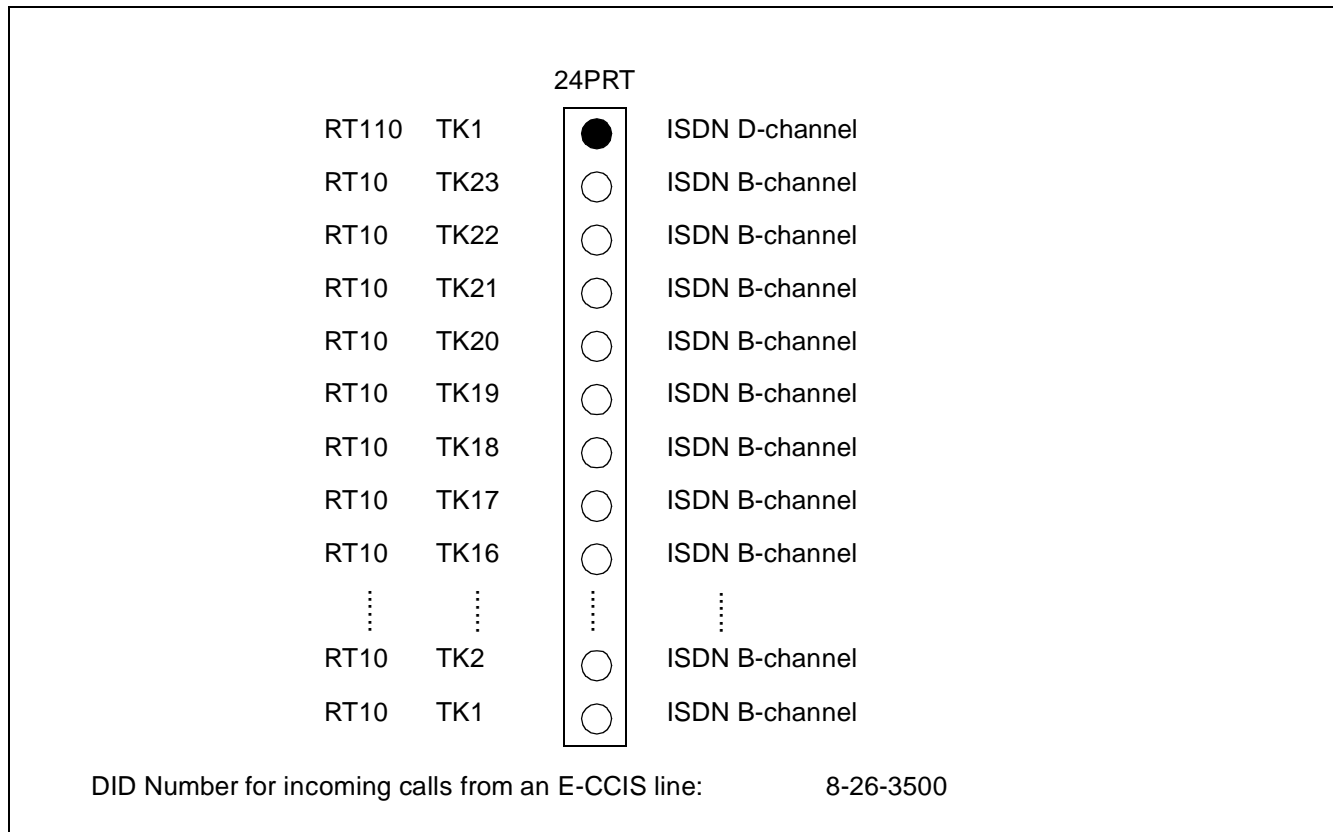 24PRT
RT110 TK1 ISDN D-channel
RT10 TK23 ISDN B-channel
RT10 TK22 ISDN B-channel
RT10 TK21 ISDN B-channel
RT10 TK20 ISDN B-channel
RT10 TK19 ISDN B-channel
RT10 TK18 ISDN B-channel
RT10 TK17 ISDN B-channel
RT10 TK16 ISDN B-channel
RT10 TK2 ISDN B-channel
RT10 TK1 ISDN B-channel
DID Number for incoming calls from an E-CCIS line: 8-26-3500